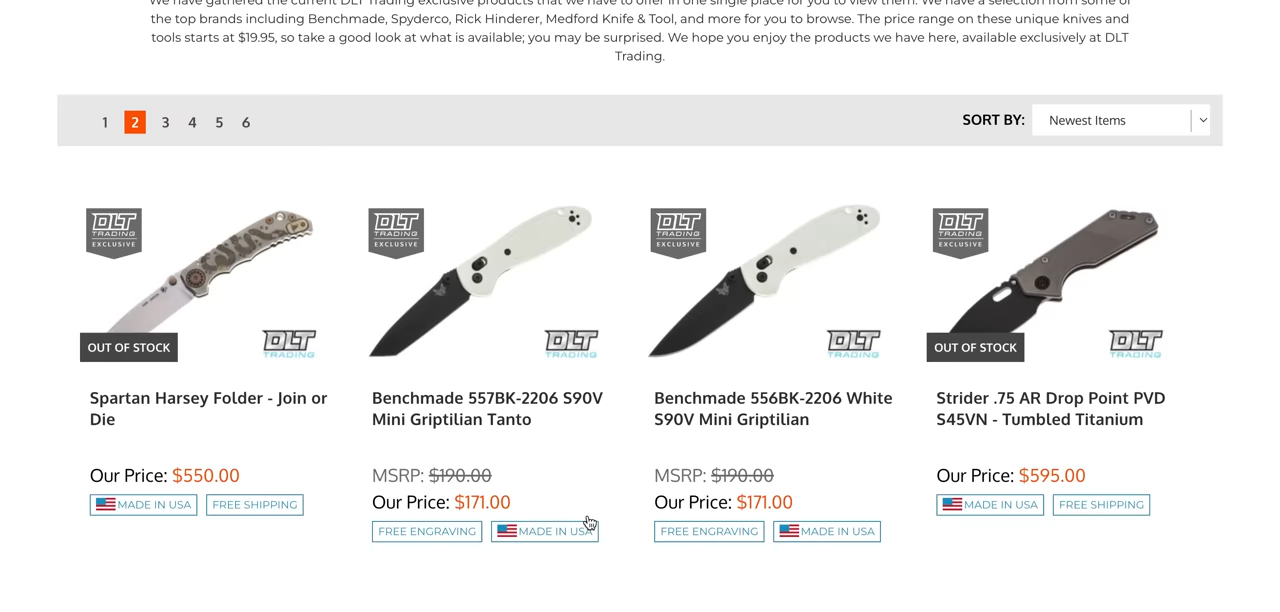 We have gathered the current DLT Trading exclusive products that we have to offer in one single place for you to view them. We have a selection from some of
the top brands including Benchmade, Spyderco, Rick Hinderer, Medford Knife & Tool, and more for you to browse. The price range on these unique knives and
tools starts at $19.95, so take a good look at what is available; you may be surprised. We hope you enjoy the products we have here, available exclusively at DLT
Trading.
1 2 3 4 5 6
SORT BY: Newest Items
DLT TRADING EXCLUSIVE
OUT OF STOCK
DLT TRADING
Spartan Harsey Folder - Join or
Die
Our Price: $550.00
MADE IN USA FREE SHIPPING
DLT TRADING EXCLUSIVE
DLT TRADING
Benchmade 557BK-2206 S90V
Mini Griptilian Tanto
MSRP: $190.00
Our Price: $171.00
FREE ENGRAVING MADE IN USA
DLT TRADING EXCLUSIVE
DLT TRADING
Benchmade 556BK-2206 White
S90V Mini Griptilian
MSRP: $190.00
Our Price: $171.00
FREE ENGRAVING MADE IN USA
DLT TRADING EXCLUSIVE
OUT OF STOCK
DLT TRADING
Strider .75 AR Drop Point PVD
S45VN - Tumbled Titanium
Our Price: $595.00
MADE IN USA FREE SHIPPING